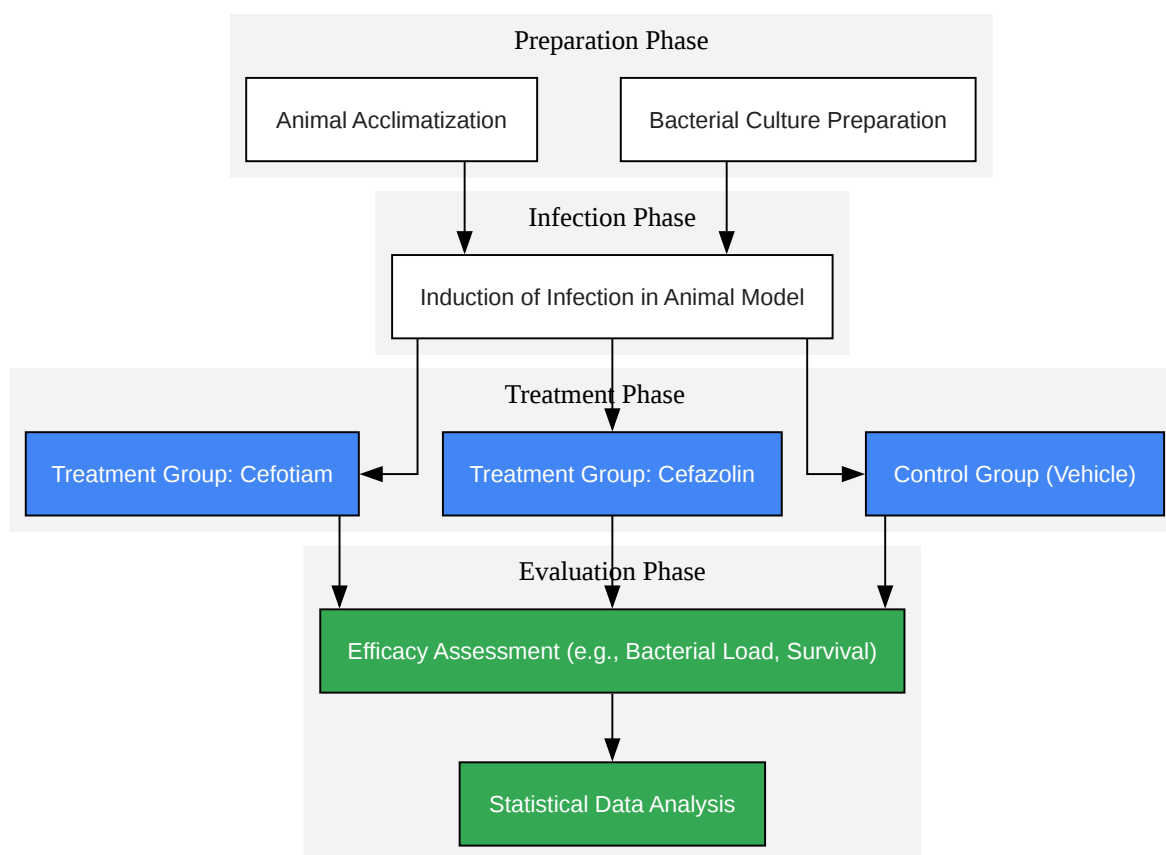 Preparation Phase
Animal Acclimatization
Bacterial Culture Preparation
Infection Phase
Induction of Infection in Animal Model
Treatment Phase
Treatment Group: Cefotiam
Treatment Group: Cefazolin
Control Group (Vehicle)
Evaluation Phase
Efficacy Assessment (e.g., Bacterial Load, Survival)
Statistical Data Analysis